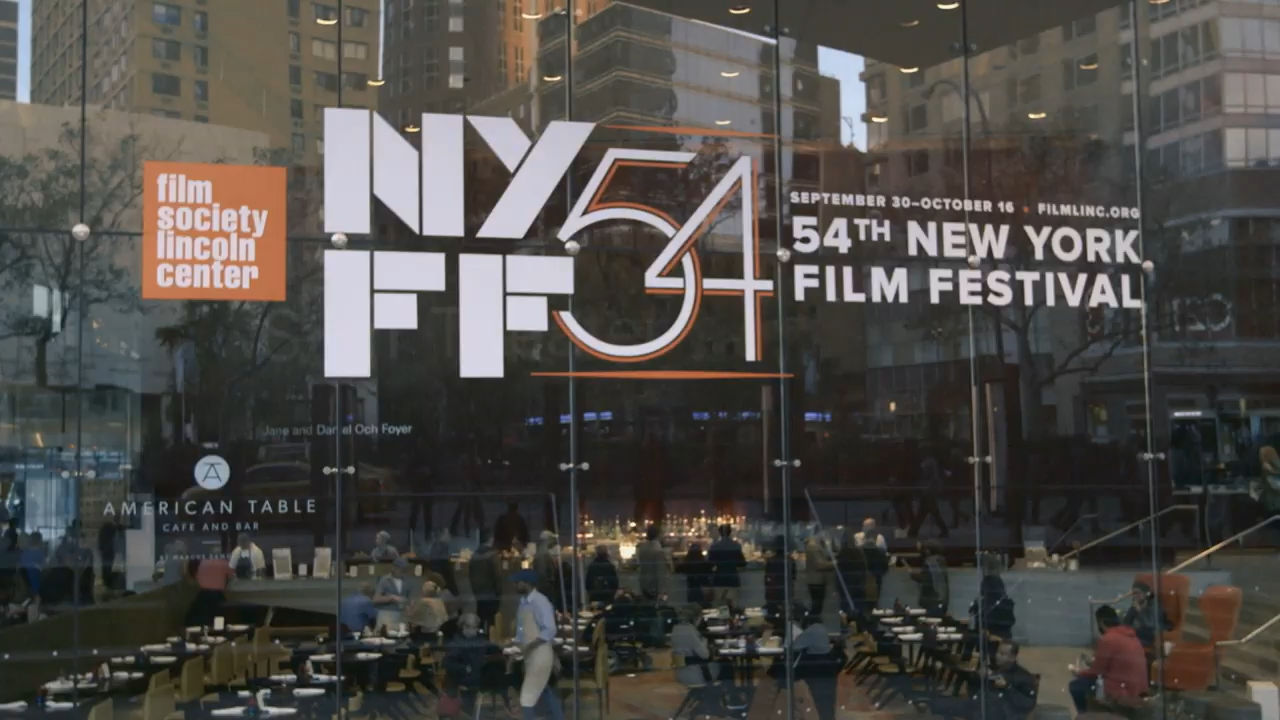 film
society
lincoln
center
NY
FF
54
SEPTEMBER 30–OCTOBER 16 • FILMLINC.ORG
54TH NEW YORK
FILM FESTIVAL
Jane and Daniel Och Foyer
AMERICAN TABLE
CAFE AND BAR